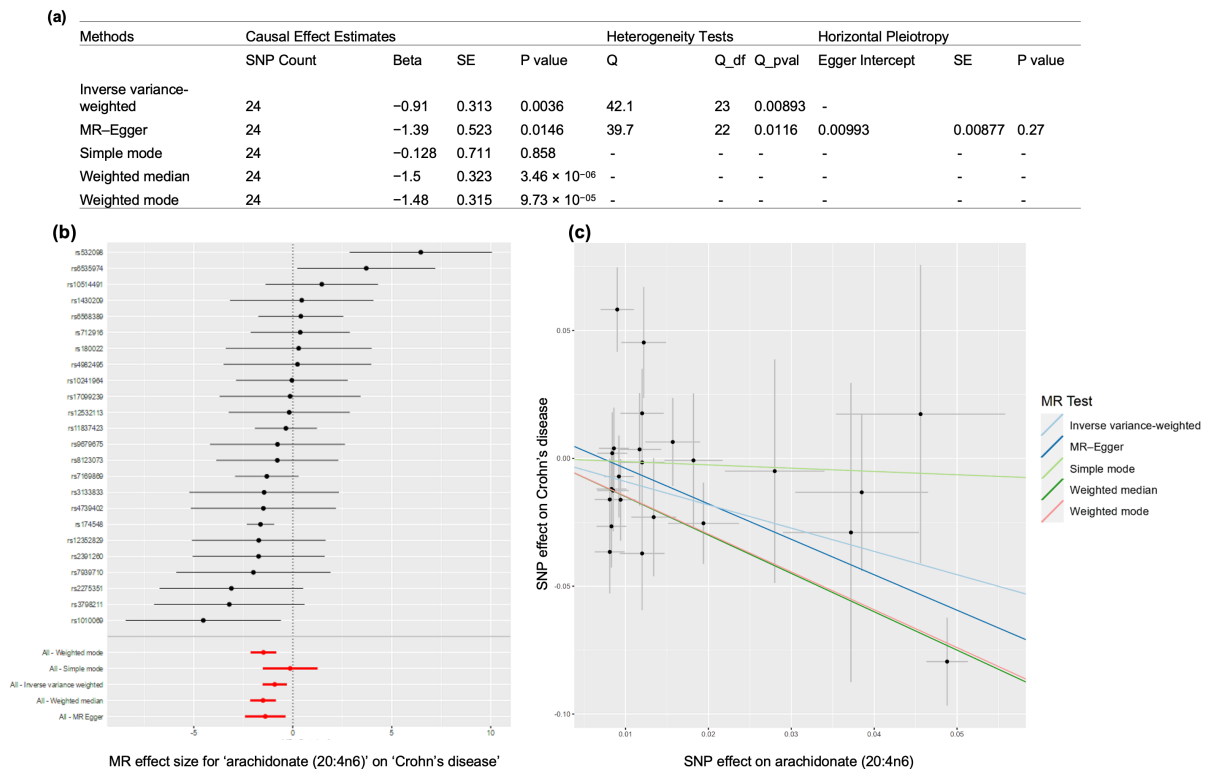 (a)
Methods Causal Effect Estimates Heterogeneity Tests Horizontal Pleiotropy
SNP Count Beta SE P value Q Q_df Q_pval Egger Intercept SE P value
Inverse variance-
weighted 24 −0.91 0.313 0.0036 42.1 23 0.00893 -
MR–Egger 24 −1.39 0.523 0.0146 39.7 22 0.0116 0.00993 0.00877 0.27
Simple mode 24 −0.128 0.711 0.858 - - - - - -
Weighted median 24 −1.5 0.323 3.46 × 10⁻⁰⁶ - - - - - -
Weighted mode 24 −1.48 0.315 9.73 × 10⁻⁰⁵ - - - - - -
(b)
rs532098
rs6535974
rs10514491
rs1430209
rs6568389
rs712916
rs180022
rs4982495
rs10241964
rs17099239
rs12532113
rs11837423
rs9679675
rs8123073
rs7169869
rs3133833
rs4739402
rs174548
rs12352829
rs2391260
rs7939710
rs2275351
rs3798211
rs1010069
All - Weighted mode
All - Simple mode
All - Inverse variance weighted
All - Weighted median
All - MR Egger
-5 0 5 10
MR effect size for ‘arachidonate (20:4n6)’ on ‘Crohn’s disease’
(c)
SNP effect on Crohn’s disease
0.05
0.00
-0.05
-0.10
0.01 0.02 0.03 0.04 0.05
SNP effect on arachidonate (20:4n6)
MR Test
Inverse variance-weighted
MR–Egger
Simple mode
Weighted median
Weighted mode